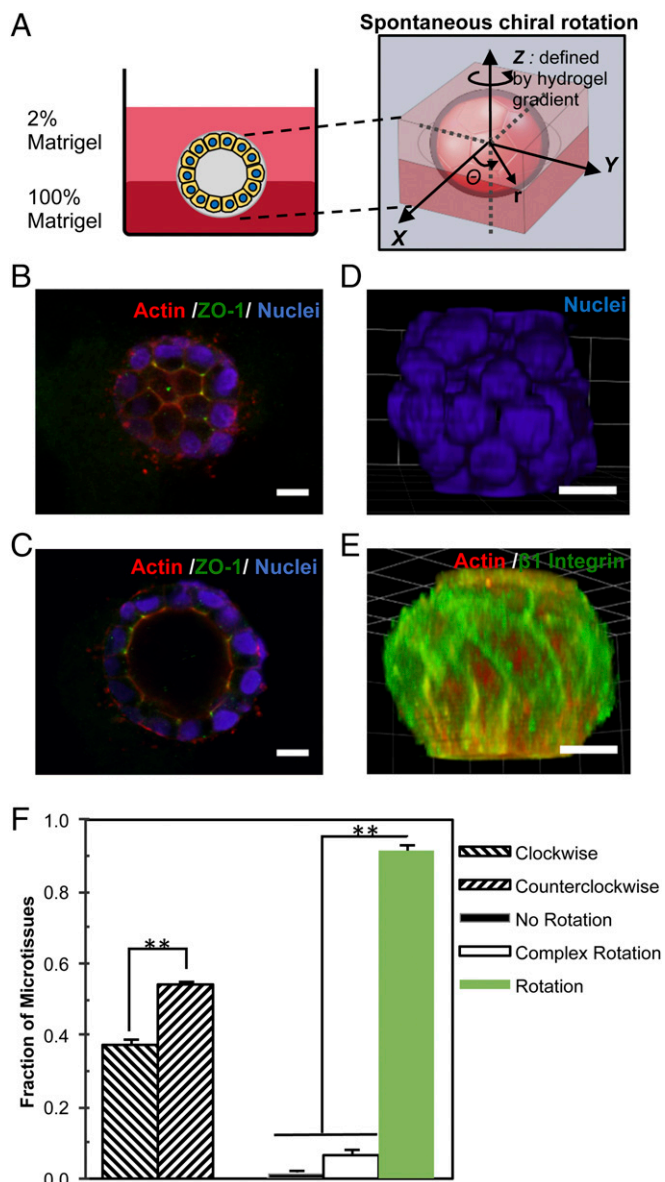 A
Spontaneous chiral rotation
2%
Matrigel
100%
Matrigel
Z : defined
by hydrogel
gradient
Y
Θ
r
X
B
Actin /ZO-1/ Nuclei
D
Nuclei
C
Actin /ZO-1/ Nuclei
E
Actin /β1 Integrin
F
Fraction of Microtissues
1.0
0.8
0.6
0.4
0.2
0.0
**
**
Clockwise
Counterclockwise
No Rotation
Complex Rotation
Rotation